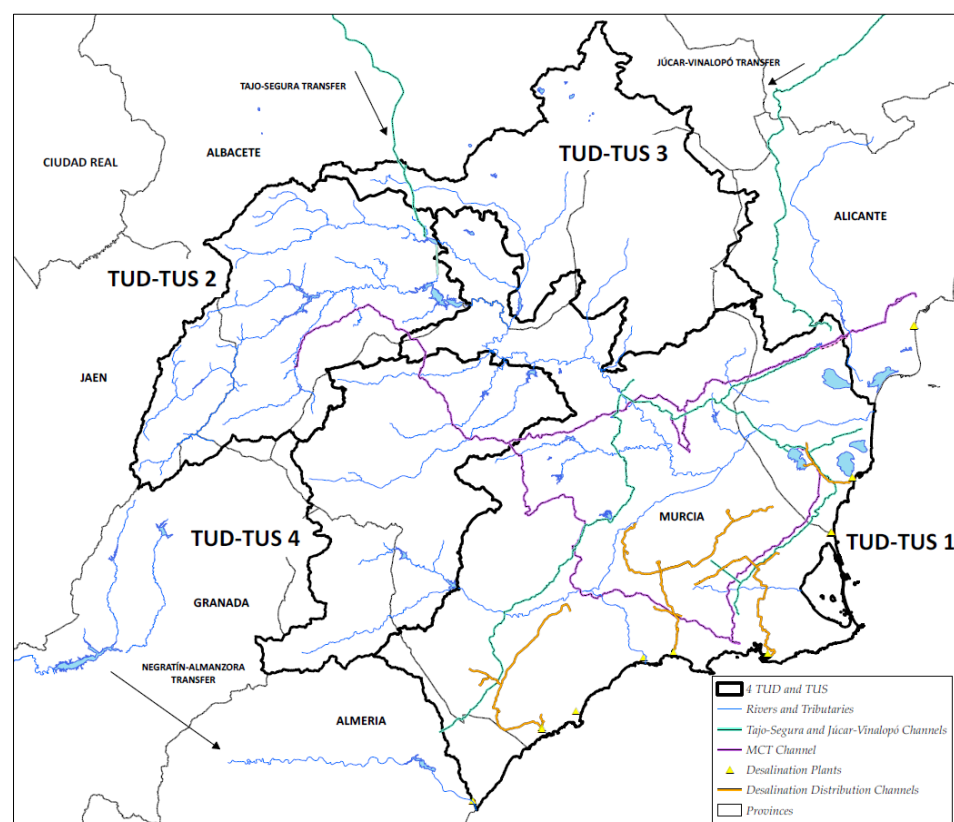 JÚCAR-VINALOPÓ TRANSFER
TAJO-SEGURA TRANSFER
CIUDAD REAL
ALBACETE
TUD-TUS 3
ALICANTE
TUD-TUS 2
JAEN
MURCIA
TUD-TUS 4
TUD-TUS 1
GRANADA
NEGRATÍN-ALMANZORA
TRANSFER
ALMERIA
4 TUD and TUS
Rivers and Tributaries
Tajo-Segura and Júcar-Vinalopó Channels
MCT Channel
Desalination Plants
Desalination Distribution Channels
Provinces